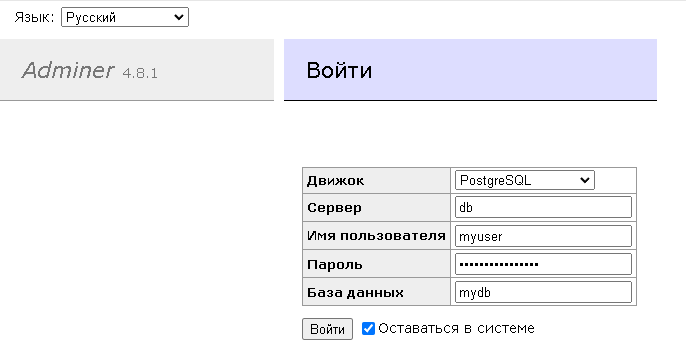 Язык: Русский
Adminer 4.8.1
Войти
Движок PostgreSQL
Сервер db
Имя пользователя myuser
Пароль ••••••••••••••••
База данных mydb
Войти Оставаться в системе